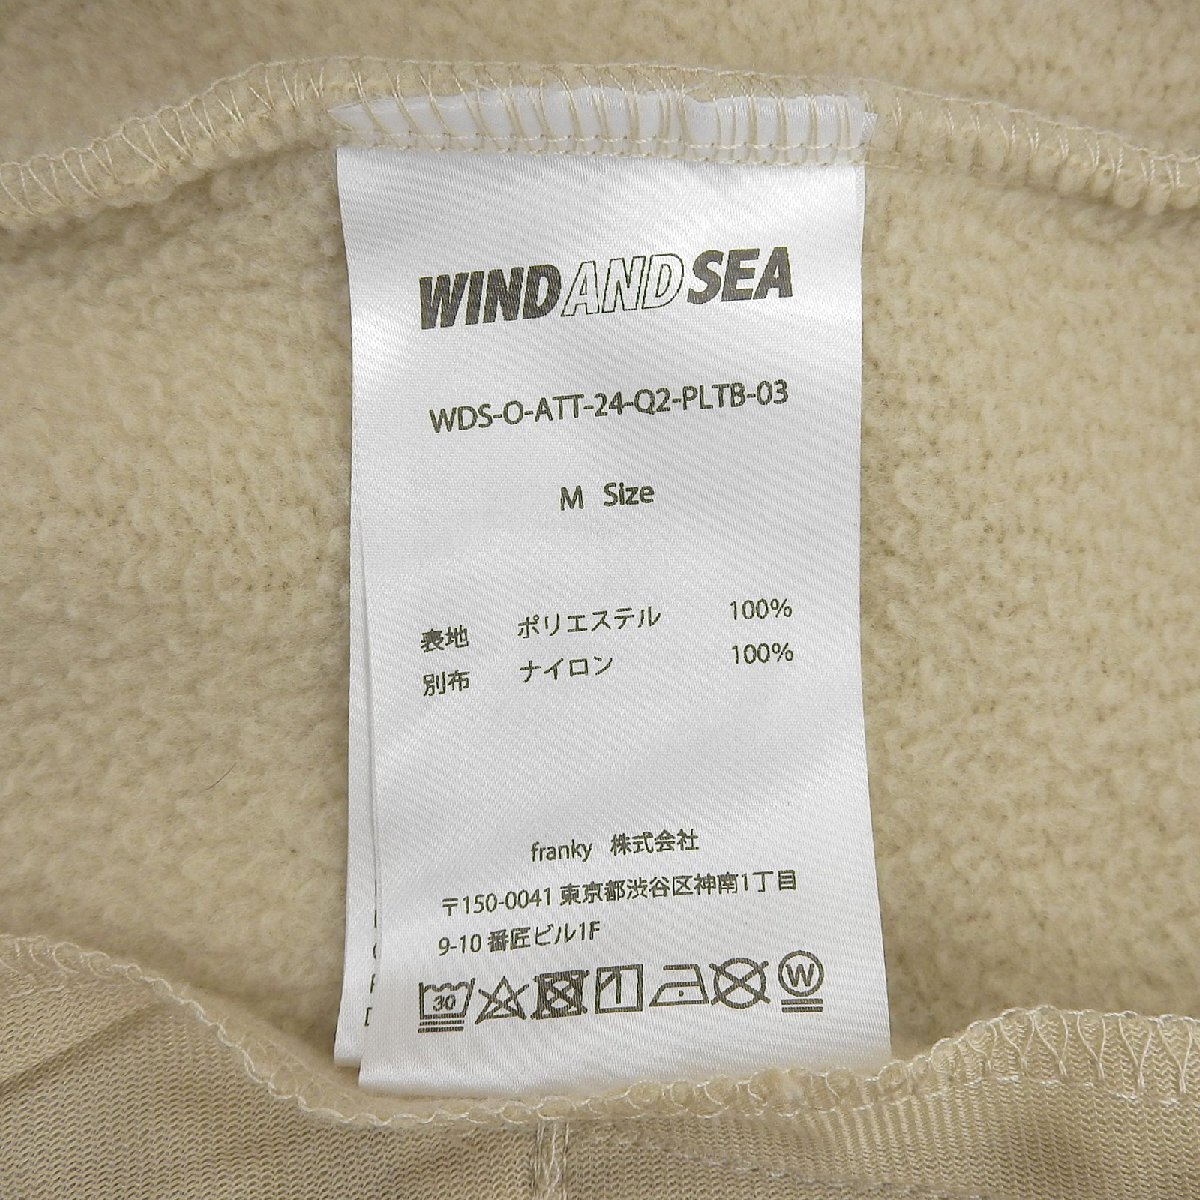 WINDANDSEA
WDS-O-ATT-24-Q2-PLTB-03
M Size
表地 ポリエステル 100%
別布 ナイロン 100%
franky 株式会社
〒150-0041 東京都渋谷区神南1丁目
9-10 番匠ビル1F
30 W